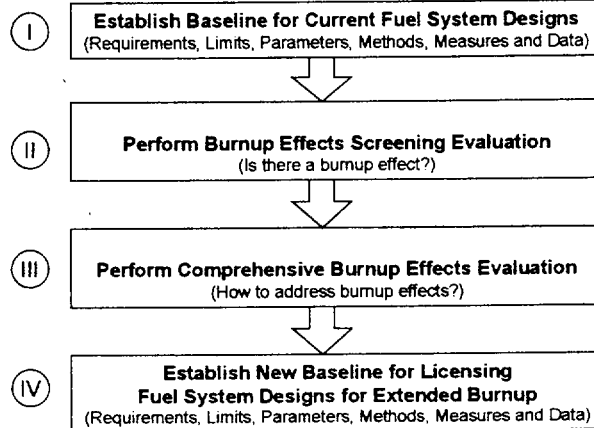 I
Establish Baseline for Current Fuel System Designs
(Requirements, Limits, Parameters, Methods, Measures and Data)
II
Perform Burnup Effects Screening Evaluation
(Is there a burnup effect?)
III
Perform Comprehensive Burnup Effects Evaluation
(How to address burnup effects?)
IV
Establish New Baseline for Licensing
Fuel System Designs for Extended Burnup
(Requirements, Limits, Parameters, Methods, Measures and Data)